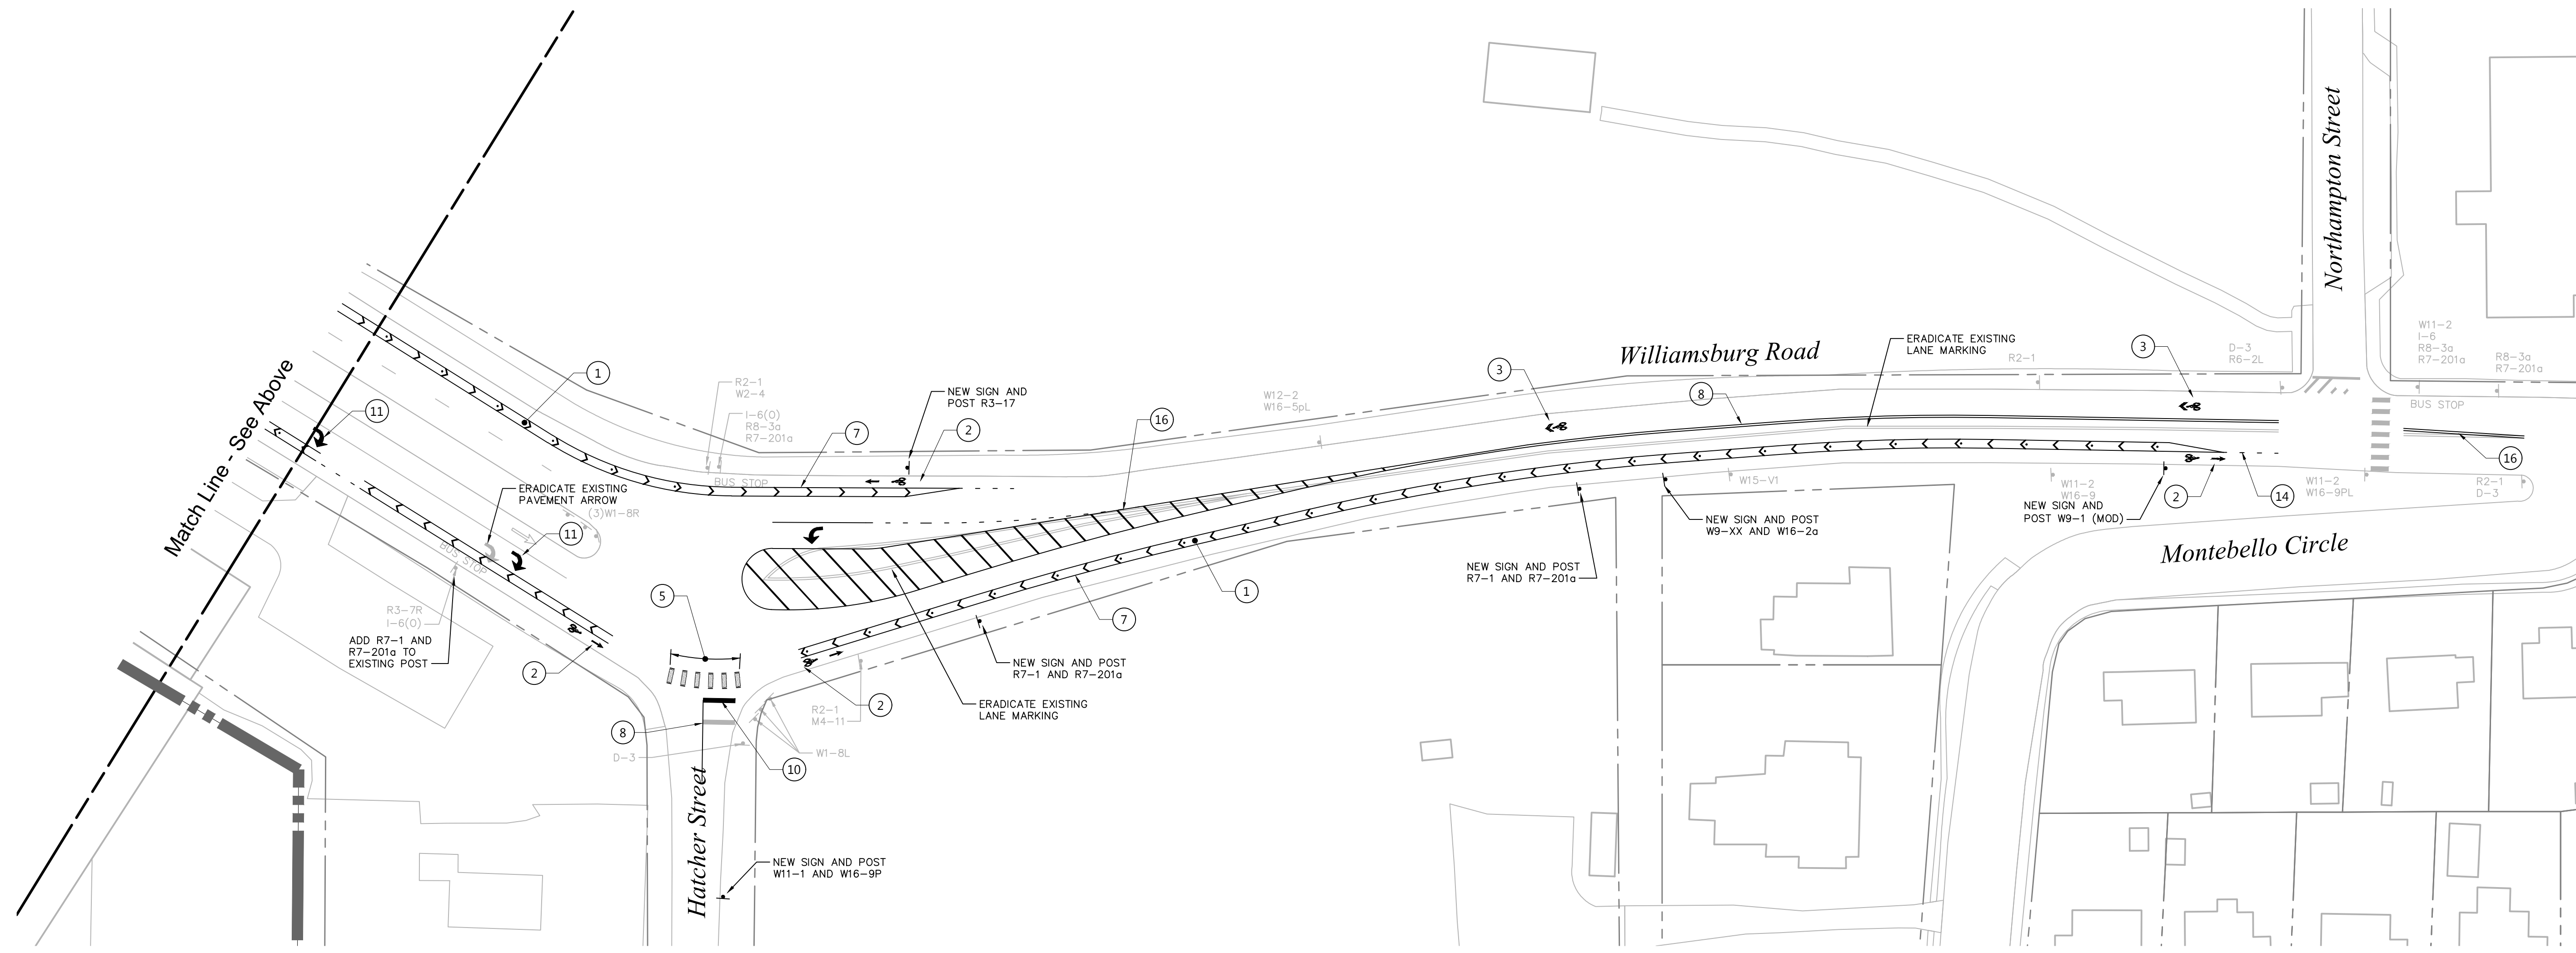 Match Line - See Above
Williamsburg Road
Northampton Street
Montebello Circle
Hatcher Street
1
11
R2-1
W2-4
I-6(O)
R8-3a
R7-201a
BUS STOP
7
NEW SIGN AND
POST R3-17
2
W12-2
W16-5pL
16
3
8
ERADICATE EXISTING
LANE MARKING
R2-1
3
D-3
R6-2L
W11-2
I-6
R8-3a
R7-201a
R8-3a
R7-201a
BUS STOP
16
ERADICATE EXISTING
PAVEMENT ARROW
(3)W1-8R
11
BUS STOP
R3-7R
I-6(O)
ADD R7-1 AND
R7-201a TO
EXISTING POST
2
5
8
D-3
10
W1-8L
R2-1
M4-11
2
NEW SIGN AND POST
R7-1 AND R7-201a
ERADICATE EXISTING
LANE MARKING
7
1
NEW SIGN AND POST
R7-1 AND R7-201a
NEW SIGN AND POST
W9-XX AND W16-2a
W15-V1
W11-2
W16-9
NEW SIGN AND
POST W9-1 (MOD)
2
14
W11-2
W16-9PL
R2-1
D-3
NEW SIGN AND POST
W11-1 AND W16-9P